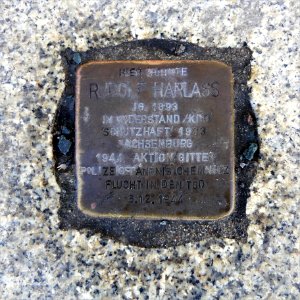 HIER WOHNTE
RUDOLF HARLASS
JG. 1893
IM WIDERSTAND/KPD
SCHUTZHAFT 1933
SACHSENBURG
1944 'AKTION GITTER'
POLIZEIGEFÄNGNIS CHEMNITZ
FLUCHT IN DEN TOD
1944